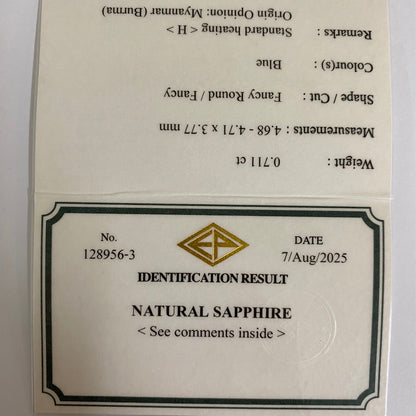 Weight : 0.711 ct
Measurements : 4.68 - 4.71 x 3.77 mm
Shape / Cut : Fancy Round / Fancy
Colour(s) : Blue
Remarks : Standard heating < H >
Origin Opinion: Myanmar (Burma)
No. DATE
128956-3 7/Aug/2025
IDENTIFICATION RESULT
NATURAL SAPPHIRE
< See comments inside >